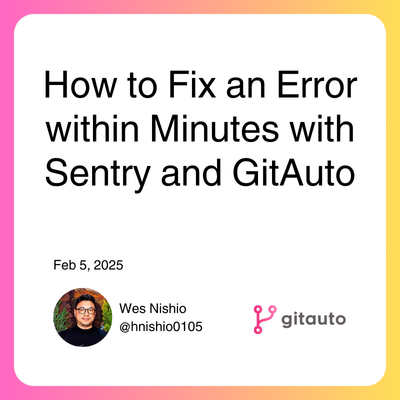 How to Fix an Error
within Minutes with
Sentry and GitAuto
Feb 5, 2025
Wes Nishio
@hnishio0105
gitauto